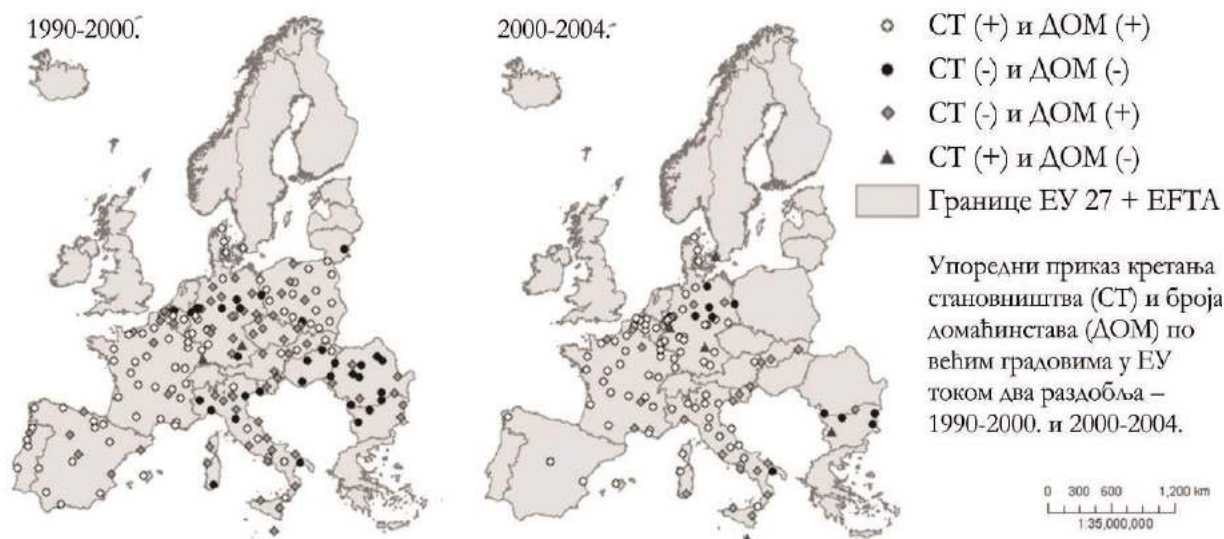 1990-2000.
2000-2004.
СТ (+) и ДОМ (+)
СТ (-) и ДОМ (-)
СТ (-) и ДОМ (+)
СТ (+) и ДОМ (-)
Границе ЕУ 27 + EFTA
Упоредни приказ кретања
становништва (СТ) и броја
домаћинстава (ДОМ) по
већим градовима у ЕУ
током два раздобља –
1990-2000. и 2000-2004.
0 300 600 1,200 km
1:35,000,000